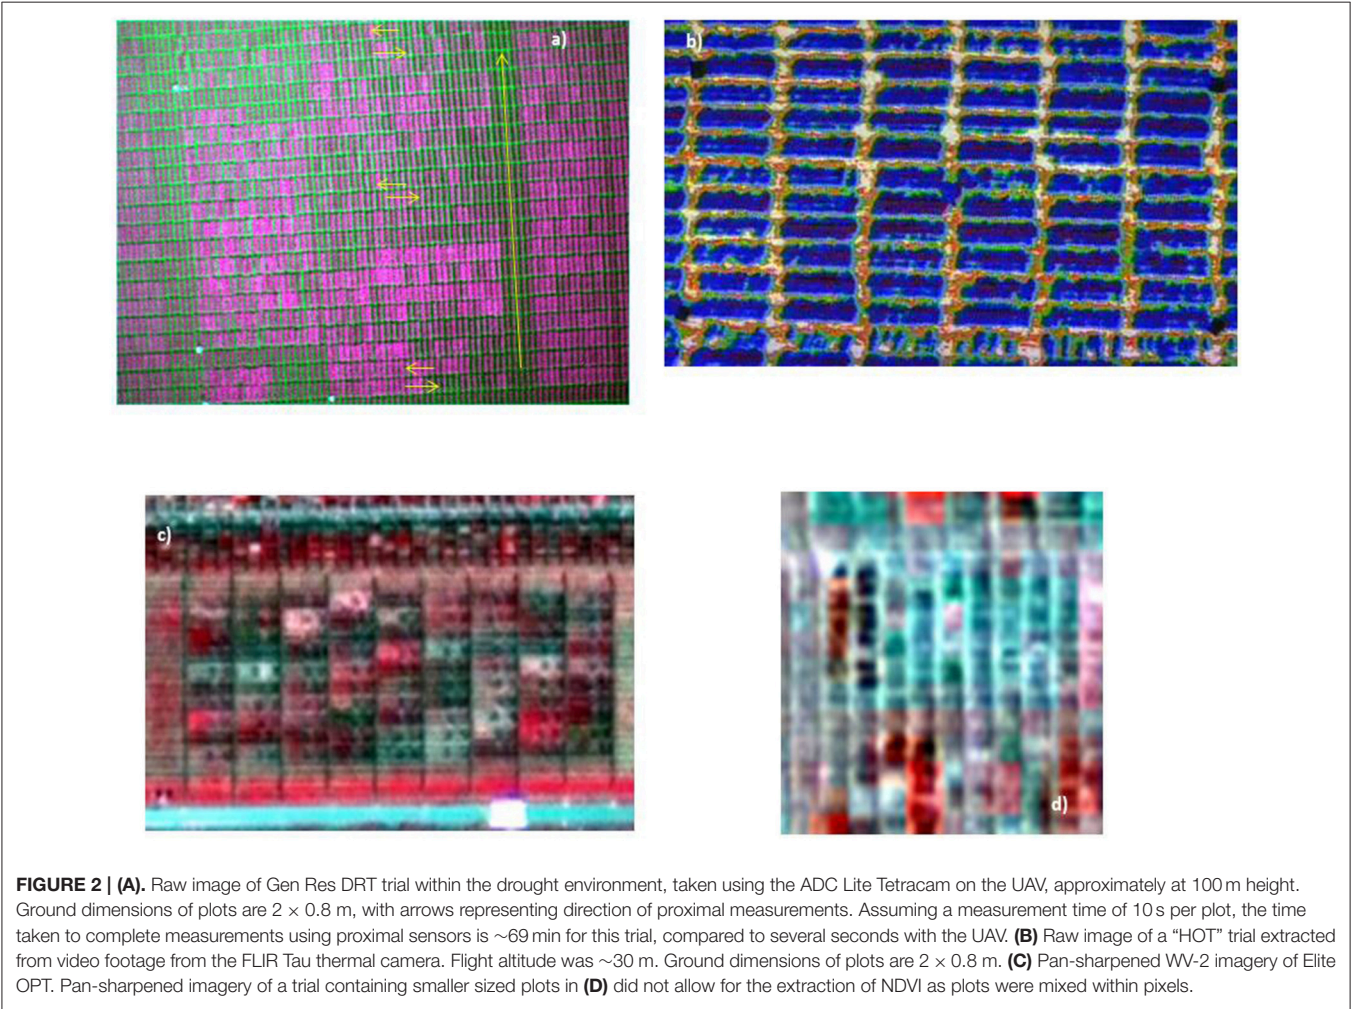 a)
b)
c)
d)
FIGURE 2 | (A). Raw image of Gen Res DRT trial within the drought environment, taken using the ADC Lite Tetracam on the UAV, approximately at 100 m height.
Ground dimensions of plots are 2 × 0.8 m, with arrows representing direction of proximal measurements. Assuming a measurement time of 10 s per plot, the time
taken to complete measurements using proximal sensors is ∼69 min for this trial, compared to several seconds with the UAV. (B) Raw image of a “HOT” trial extracted
from video footage from the FLIR Tau thermal camera. Flight altitude was ∼30 m. Ground dimensions of plots are 2 × 0.8 m. (C) Pan-sharpened WV-2 imagery of Elite
OPT. Pan-sharpened imagery of a trial containing smaller sized plots in (D) did not allow for the extraction of NDVI as plots were mixed within pixels.